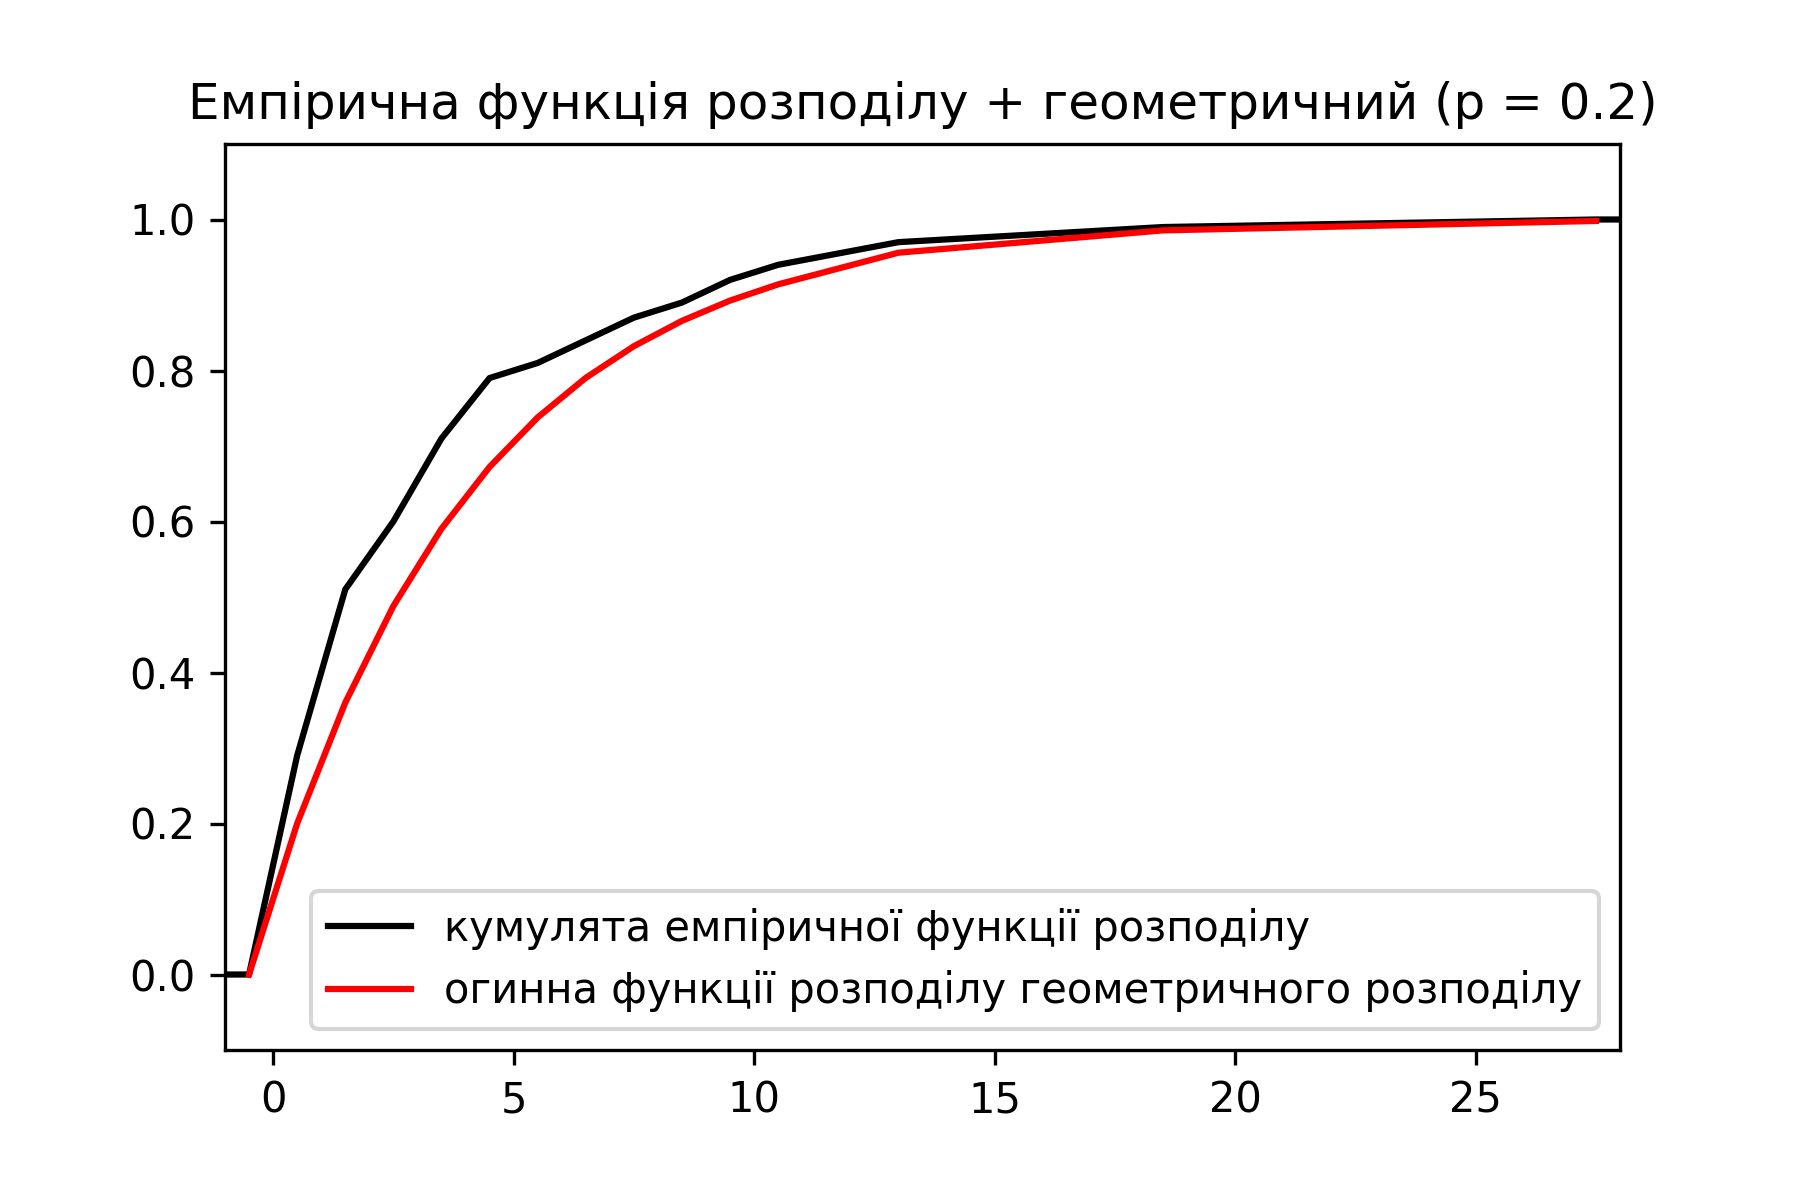 Емпірична функція розподілу + геометричний (p = 0.2)
1.0
0.8
0.6
0.4
0.2
0.0
кумулята емпіричної функції розподілу
огинна функції розподілу геометричного розподілу
0 5 10 15 20 25